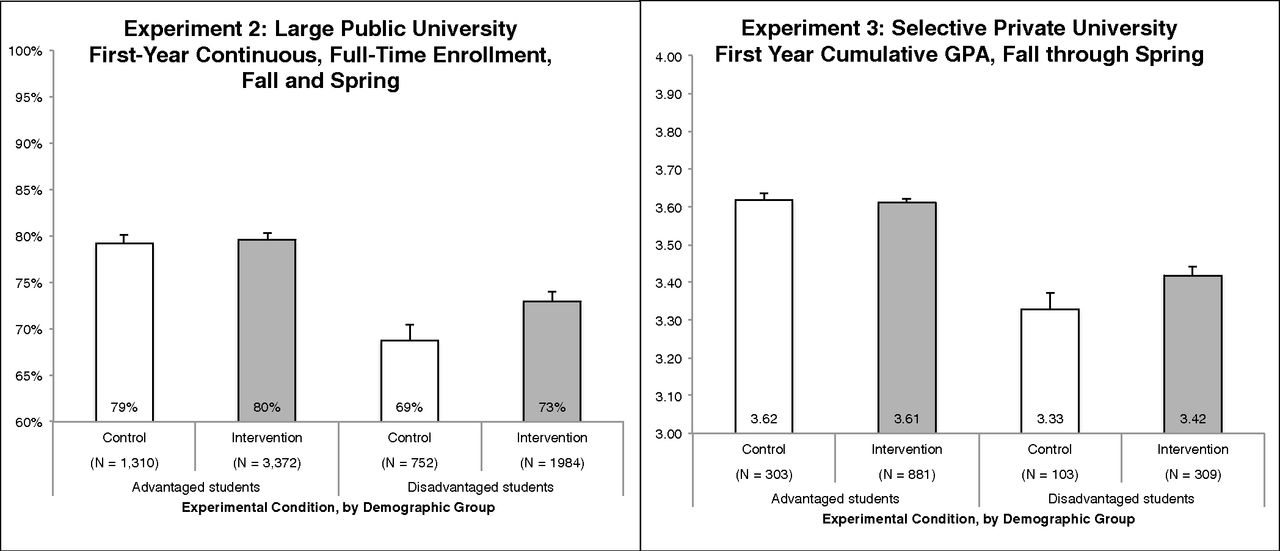 Experiment 2: Large Public University
First-Year Continuous, Full-Time Enrollment,
Fall and Spring
100%
95%
90%
85%
80%
75%
70%
65%
60%
79%
80%
69%
73%
Control
Intervention
Control
Intervention
(N = 1,310)
(N = 3,372)
(N = 752)
(N = 1984)
Advantaged students
Disadvantaged students
Experimental Condition, by Demographic Group
Experiment 3: Selective Private University
First Year Cumulative GPA, Fall through Spring
4.00
3.90
3.80
3.70
3.60
3.50
3.40
3.30
3.20
3.10
3.00
3.62
3.61
3.33
3.42
Control
Intervention
Control
Intervention
(N = 303)
(N = 881)
(N = 103)
(N = 309)
Advantaged students
Disadvantaged students
Experimental Condition, by Demographic Group